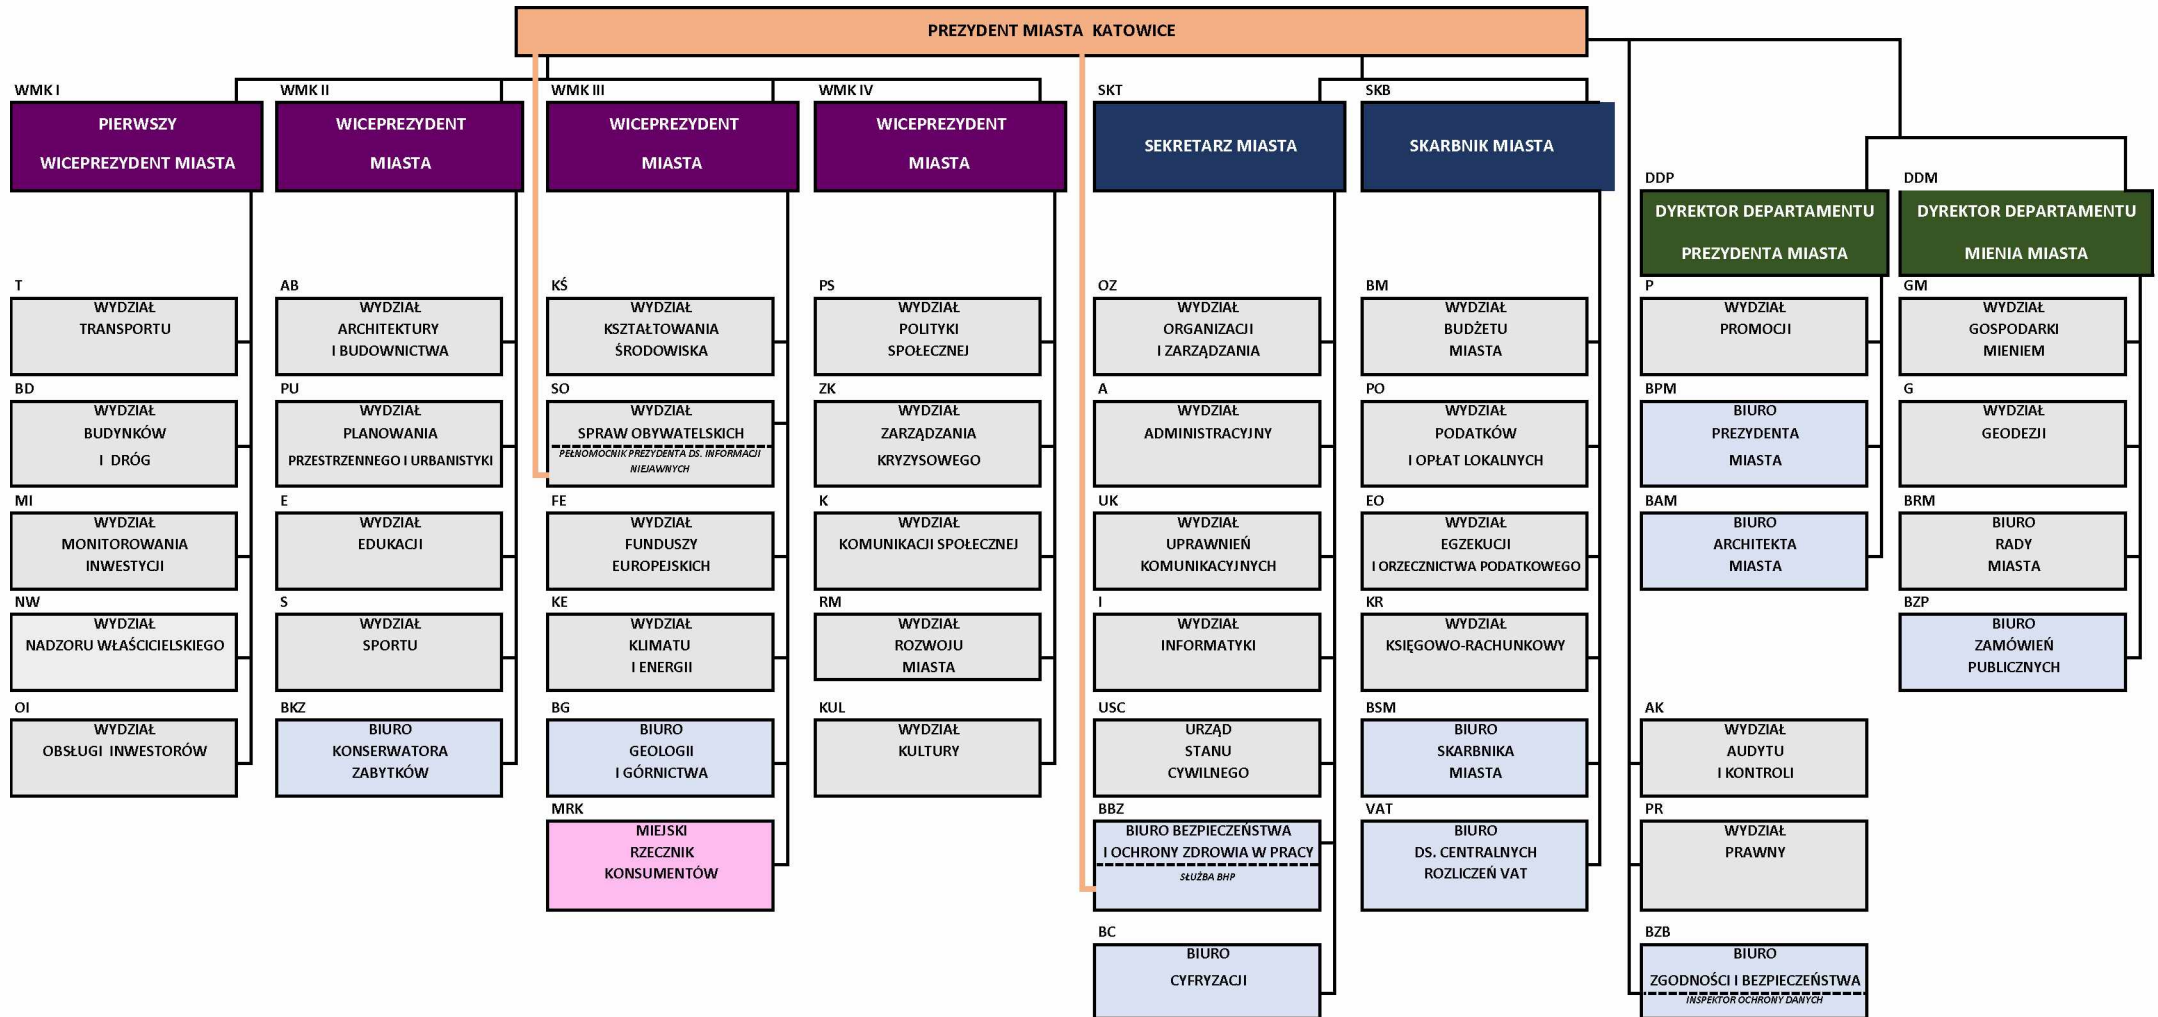 PREZYDENT MIASTA KATOWICE
WMK I
PIERWSZY
WICEPREZYDENT MIASTA
T
WYDZIAŁ
TRANSPORTU
BD
WYDZIAŁ
BUDYNKÓW
I DRÓG
MI
WYDZIAŁ
MONITOROWANIA
INWESTYCJI
NW
WYDZIAŁ
NADZORU WŁAŚCICIELSKIEGO
OI
WYDZIAŁ
OBSŁUGI INWESTORÓW
WMK II
WICEPREZYDENT
MIASTA
AB
WYDZIAŁ
ARCHITEKTURY
I BUDOWNICTWA
PU
WYDZIAŁ
PLANOWANIA
PRZESTRZENNEGO I URBANISTYKI
E
WYDZIAŁ
EDUKACJI
S
WYDZIAŁ
SPORTU
BKZ
BIURO
KONSERWATORA
ZABYTKÓW
WMK III
WICEPREZYDENT
MIASTA
KŚ
WYDZIAŁ
KSZTAŁTOWANIA
ŚRODOWISKA
SO
WYDZIAŁ
SPRAW OBYWATELSKICH
PEŁNOMOCNIK PREZYDENTA DS. INFORMACJI
NIEJAWNYCH
FE
WYDZIAŁ
FUNDUSZY
EUROPEJSKICH
KE
WYDZIAŁ
KLIMATU
I ENERGII
BG
BIURO
GEOLOGII
I GÓRNICTWA
MRK
MIEJSKI
RZECZNIK
KONSUMENTÓW
WMK IV
WICEPREZYDENT
MIASTA
PS
WYDZIAŁ
POLITYKI
SPOŁECZNEJ
ZK
WYDZIAŁ
ZARZĄDZANIA
KRYZYSOWEGO
K
WYDZIAŁ
KOMUNIKACJI SPOŁECZNEJ
RM
WYDZIAŁ
ROZWOJU
MIASTA
KUL
WYDZIAŁ
KULTURY
SKT
SEKRETARZ MIASTA
OZ
WYDZIAŁ
ORGANIZACJI
I ZARZĄDZANIA
A
WYDZIAŁ
ADMINISTRACYJNY
UK
WYDZIAŁ
UPRAWNIEŃ
KOMUNIKACYJNYCH
I
WYDZIAŁ
INFORMATYKI
USC
URZĄD
STANU
CYWILNEGO
BBZ
BIURO BEZPIECZEŃSTWA
I OCHRONY ZDROWIA W PRACY
SŁUŻBA BHP
BC
BIURO
CYFRYZACJI
SKB
SKARBNIK MIASTA
BM
WYDZIAŁ
BUDŻETU
MIASTA
PO
WYDZIAŁ
PODATKÓW
I OPŁAT LOKALNYCH
EO
WYDZIAŁ
EGZEKUCJI
I ORZECZNICTWA PODATKOWEGO
KR
WYDZIAŁ
KSIĘGOWO-RACHUNKOWY
BSM
BIURO
SKARBNIKA
MIASTA
VAT
BIURO
DS. CENTRALNYCH
ROZLICZEŃ VAT
DDP
DYREKTOR DEPARTAMENTU
PREZYDENTA MIASTA
P
WYDZIAŁ
PROMOCJI
BPM
BIURO
PREZYDENTA
MIASTA
BAM
BIURO
ARCHITEKTA
MIASTA
AK
WYDZIAŁ
AUDYTU
I KONTROLI
PR
WYDZIAŁ
PRAWNY
BZB
BIURO
ZGODNOŚCI I BEZPIECZEŃSTWA
INSPEKTOR OCHRONY DANYCH
DDM
DYREKTOR DEPARTAMENTU
MIENIA MIASTA
GM
WYDZIAŁ
GOSPODARKI
MIENIEM
G
WYDZIAŁ
GEODEZJI
BRM
BIURO
RADY
MIASTA
BZP
BIURO
ZAMÓWIEŃ
PUBLICZNYCH